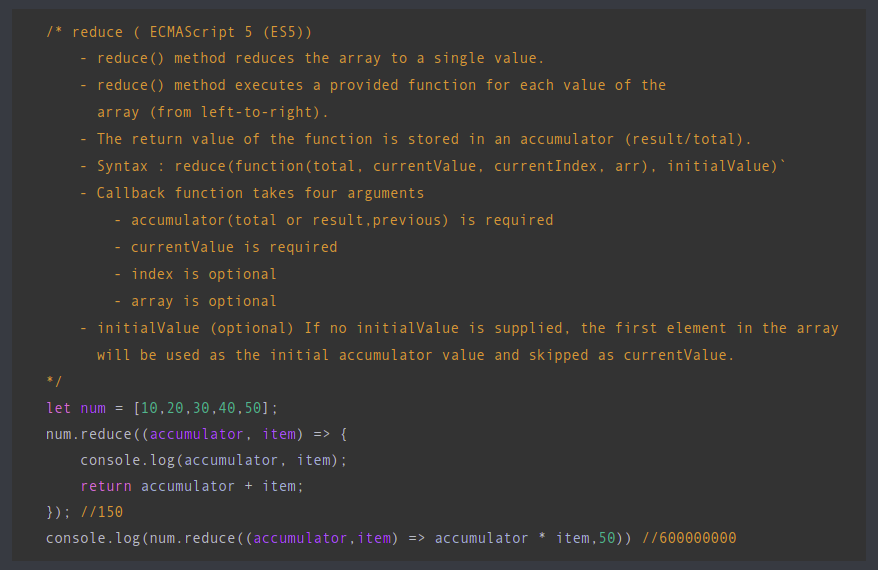 /* reduce ( ECMAScript 5 (ES5))
- reduce() method reduces the array to a single value.
- reduce() method executes a provided function for each value of the
array (from left-to-right).
- The return value of the function is stored in an accumulator (result/total).
- Syntax : reduce(function(total, currentValue, currentIndex, arr), initialValue)`
- Callback function takes four arguments
- accumulator(total or result,previous) is required
- currentValue is required
- index is optional
- array is optional
- initialValue (optional) If no initialValue is supplied, the first element in the array
will be used as the initial accumulator value and skipped as currentValue.
*/
let num = [10,20,30,40,50];
num.reduce((accumulator, item) => {
console.log(accumulator, item);
return accumulator + item;
}); //150
console.log(num.reduce((accumulator,item) => accumulator * item,50)) //600000000